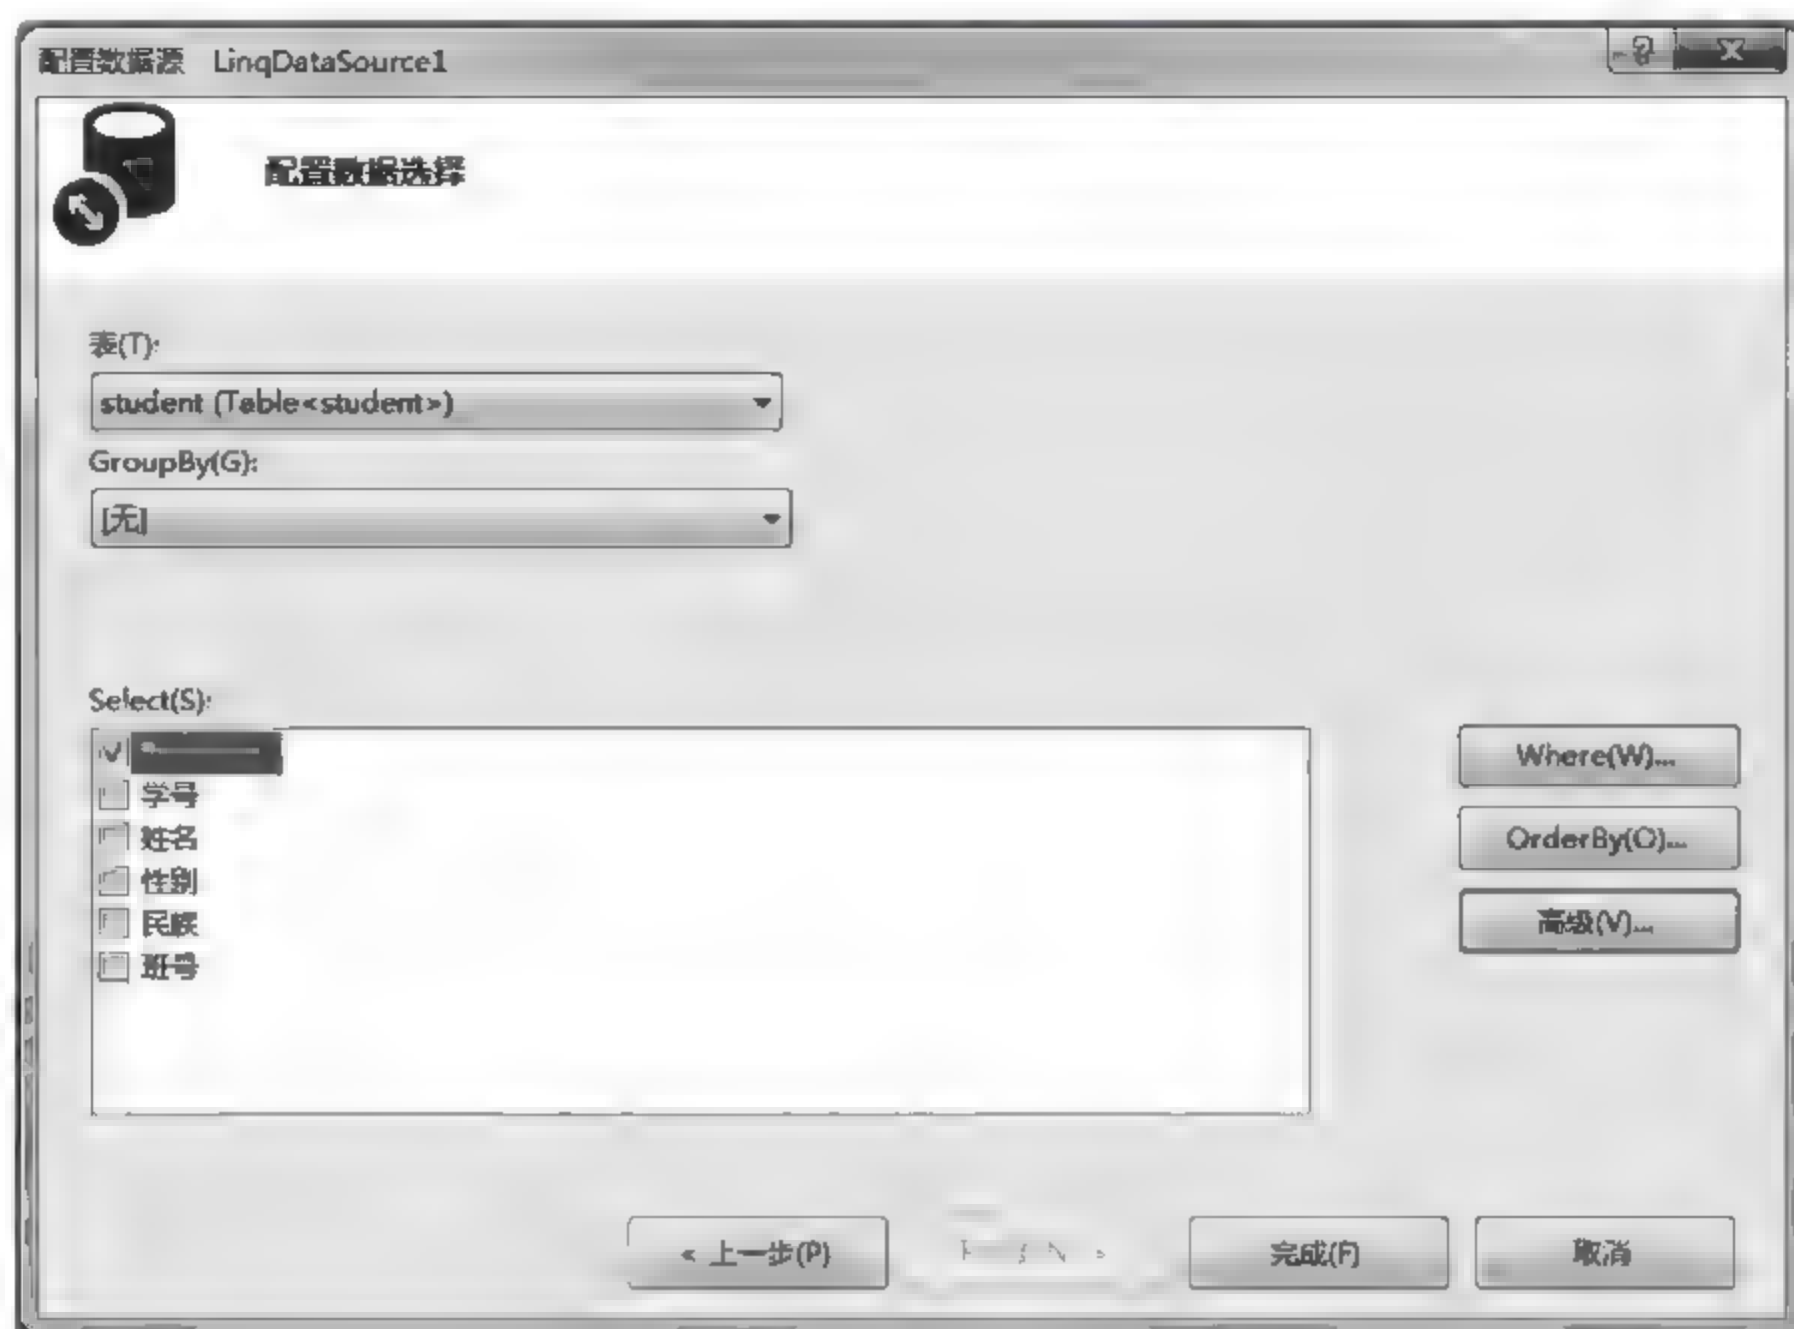 配置数据源 LinqDataSource1
配置数据选择
表(T):
student (Table<student>)
GroupBy(G):
[无]
Select(S):
*
学号
姓名
性别
民族
班号
Where(W)...
OrderBy(O)...
高级(V)...
< 上一步(P)
完成(F)
取消